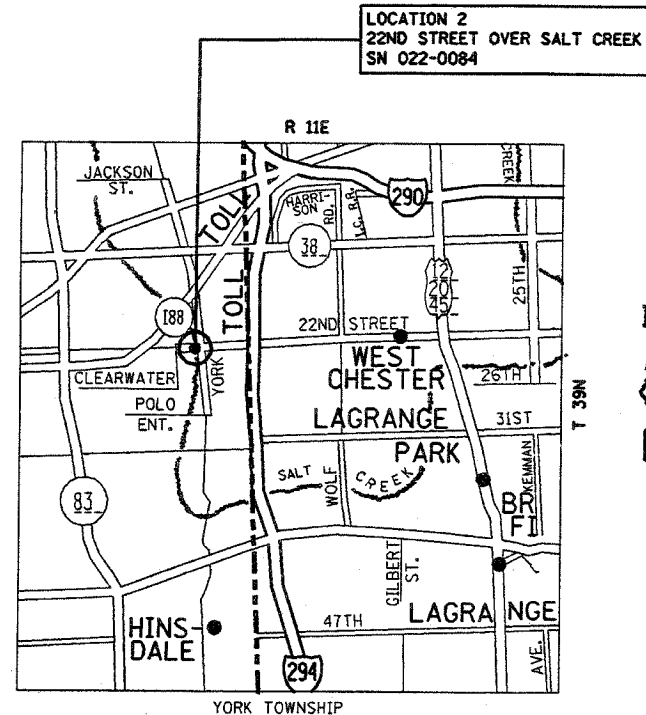 LOCATION 2
22ND STREET OVER SALT CREEK
SN 022-0084
R 11E
JACKSON
ST.
TOLL
TOLL
HARRI-
SON
RD.
I.C. R.R.
290
CREEK
38
12
20
45
25TH
188
22ND STREET
WEST
CHESTER
CLEARWATER
YORK
26TH
POLO
ENT.
LAGRANGE
PARK
31ST
T 39N
SALT
CREEK
WOLF
KEMMAN
83
BR
FI
GILBERT
ST.
HINS-
DALE
47TH
LAGRANGE
AVE.
294
YORK TOWNSHIP